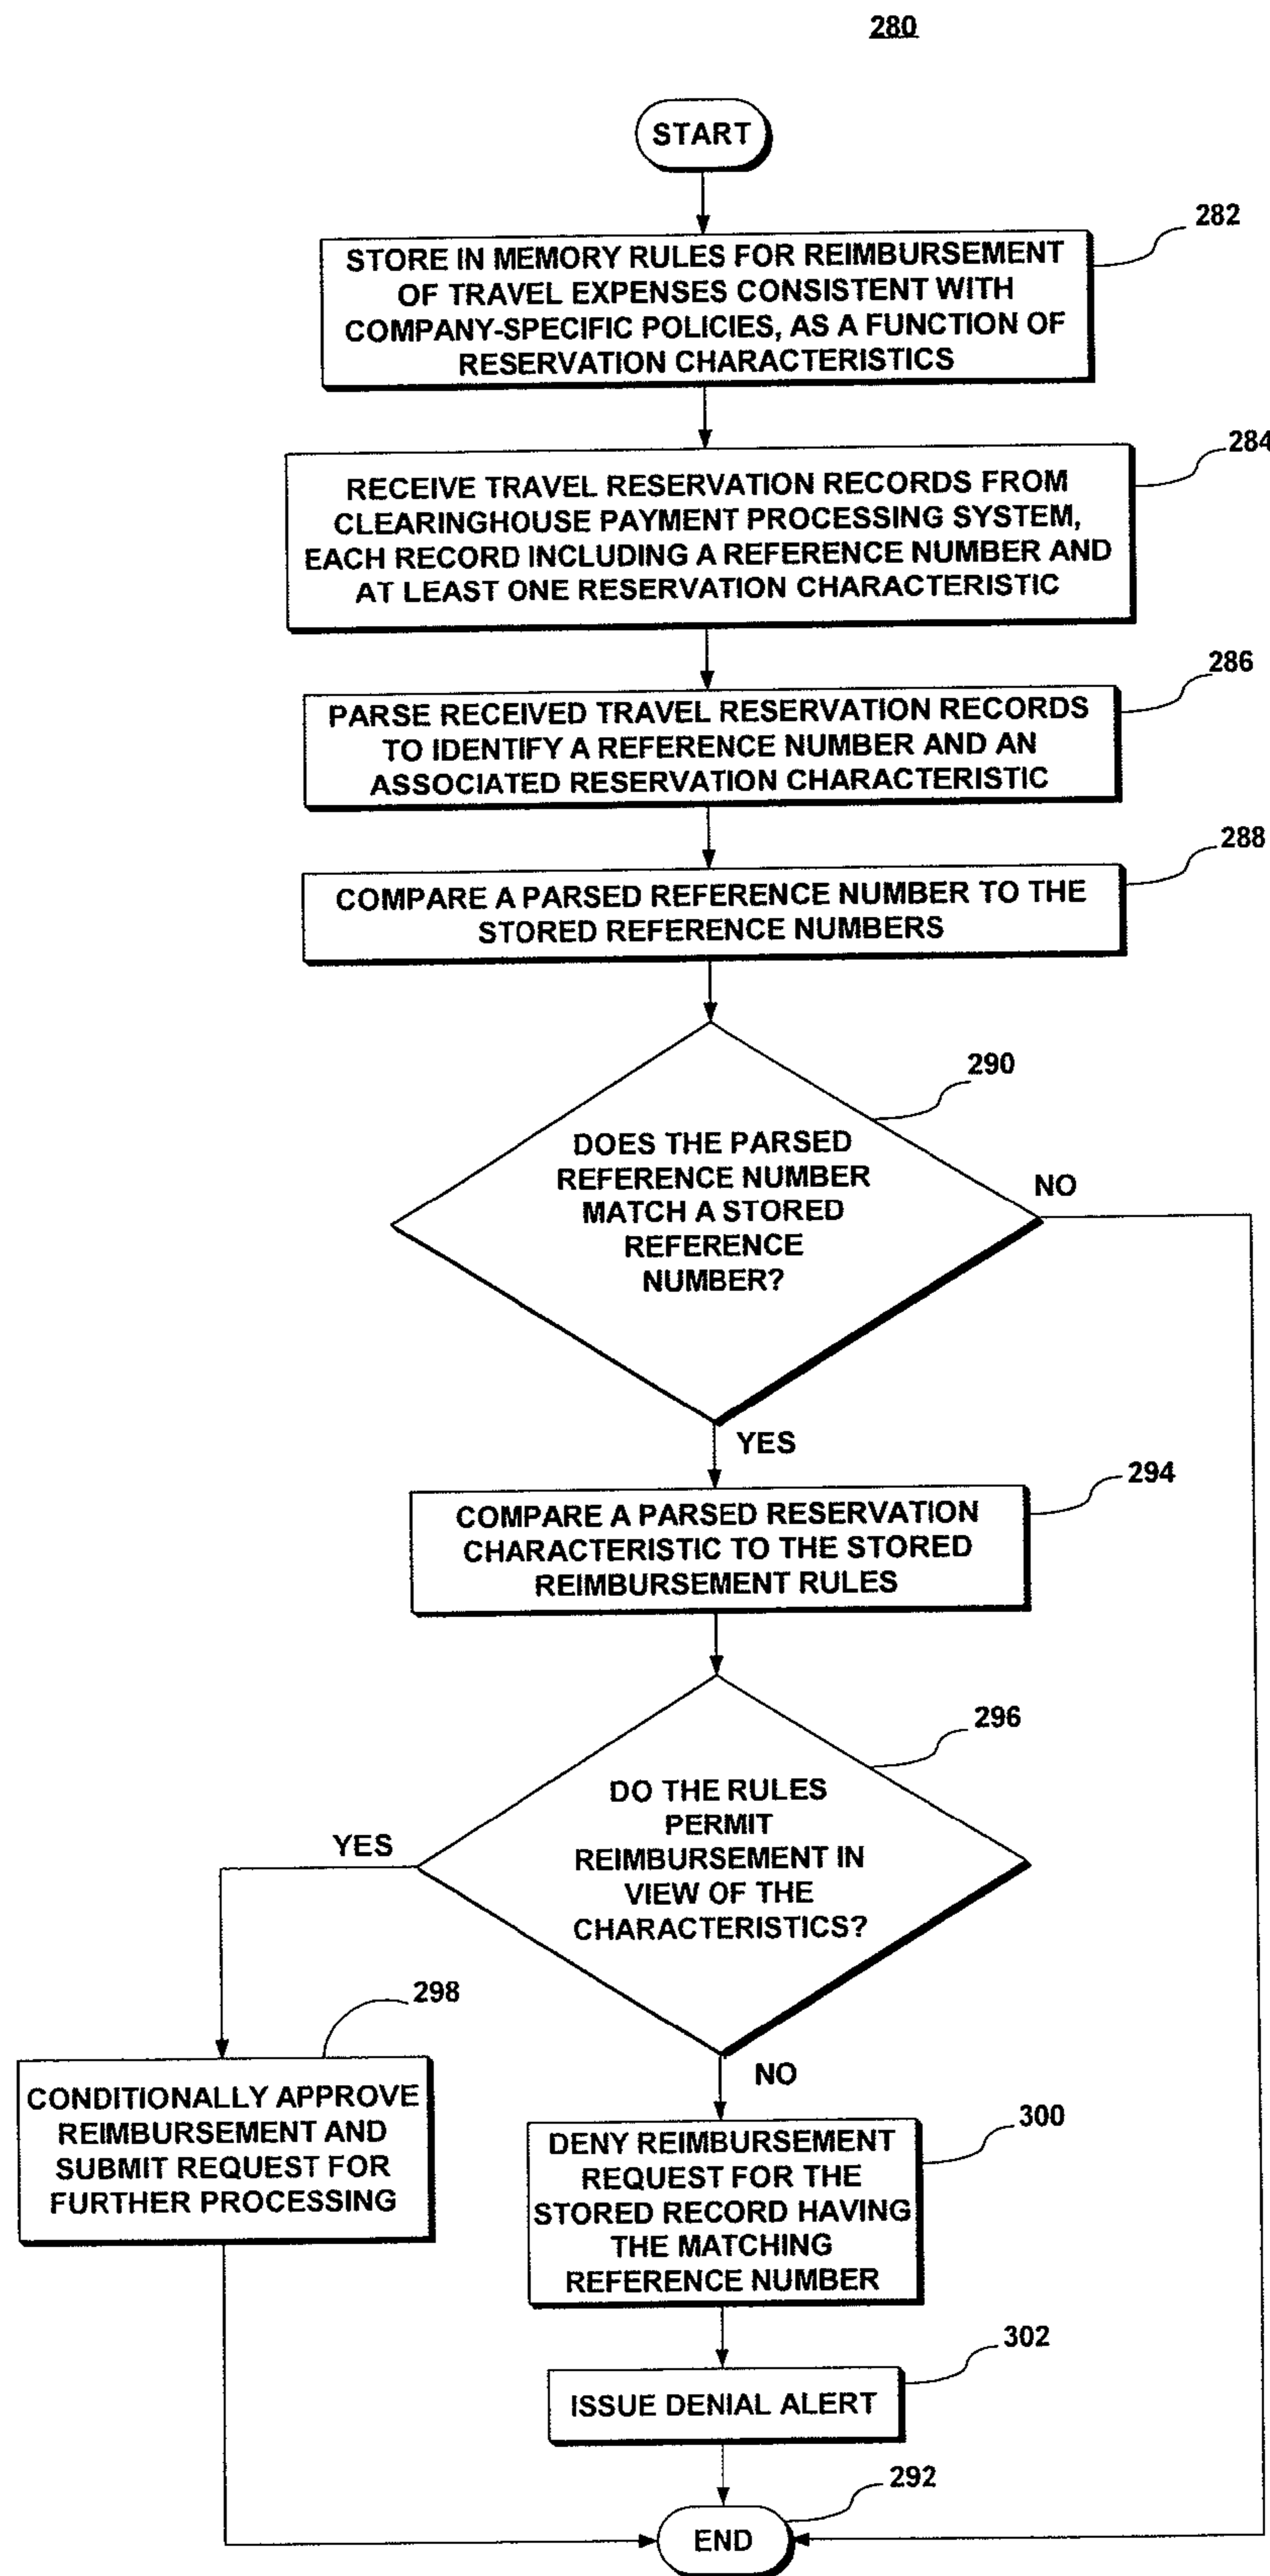 280
START
282
STORE IN MEMORY RULES FOR REIMBURSEMENT
OF TRAVEL EXPENSES CONSISTENT WITH
COMPANY-SPECIFIC POLICIES, AS A FUNCTION OF
RESERVATION CHARACTERISTICS
284
RECEIVE TRAVEL RESERVATION RECORDS FROM
CLEARINGHOUSE PAYMENT PROCESSING SYSTEM,
EACH RECORD INCLUDING A REFERENCE NUMBER AND
AT LEAST ONE RESERVATION CHARACTERISTIC
286
PARSE RECEIVED TRAVEL RESERVATION RECORDS
TO IDENTIFY A REFERENCE NUMBER AND AN
ASSOCIATED RESERVATION CHARACTERISTIC
288
COMPARE A PARSED REFERENCE NUMBER TO THE
STORED REFERENCE NUMBERS
290
DOES THE PARSED
REFERENCE NUMBER
MATCH A STORED
REFERENCE
NUMBER?
NO
YES
294
COMPARE A PARSED RESERVATION
CHARACTERISTIC TO THE STORED
REIMBURSEMENT RULES
296
DO THE RULES
PERMIT
REIMBURSEMENT IN
VIEW OF THE
CHARACTERISTICS?
YES
298
CONDITIONALLY APPROVE
REIMBURSEMENT AND
SUBMIT REQUEST FOR
FURTHER PROCESSING
NO
300
DENY REIMBURSEMENT
REQUEST FOR THE
STORED RECORD HAVING
THE MATCHING
REFERENCE NUMBER
302
ISSUE DENIAL ALERT
292
END